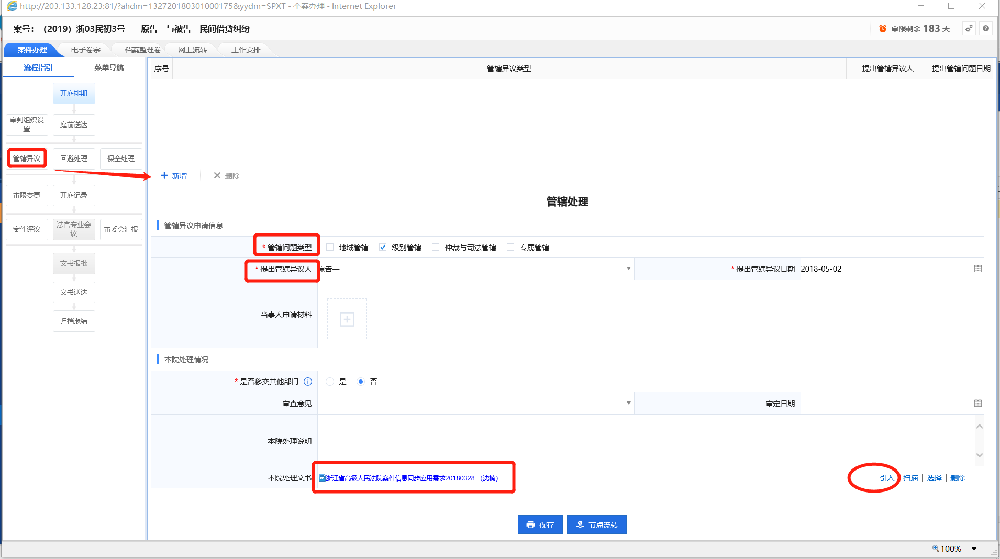 http://203.133.128.23:81/?ahdm=132720180301000175&yydm=SPXT - 个案办理 - Internet Explorer
案号：（2019）浙03民初3号 原告一与被告一民间借贷纠纷
审限剩余 183 天
案件办理 电子卷宗 档案整理卷 网上流转 工作安排
流程指引 菜单导航
开庭排期
审判组织设置 庭前送达
管辖异议 回避处理 保全处理
审限变更 开庭记录
案件评议 法官专业会议 审委会汇报
文书报批
文书送达
归档报结
序号 管辖异议类型 提出管辖异议人 提出管辖问题日期
新增 删除
管辖处理
管辖异议申请信息
* 管辖问题类型 地域管辖 级别管辖 仲裁与司法管辖 专属管辖
* 提出管辖异议人 原告一 * 提出管辖异议日期 2018-05-02
当事人申请材料
本院处理情况
* 是否移交其他部门 是 否
审查意见 审定日期
本院处理说明
本院处理文书 浙江省高级人民法院案件信息同步应用需求20180328 （沈楠） 引入 扫描 | 选择 | 删除
保存 节点流转
100%